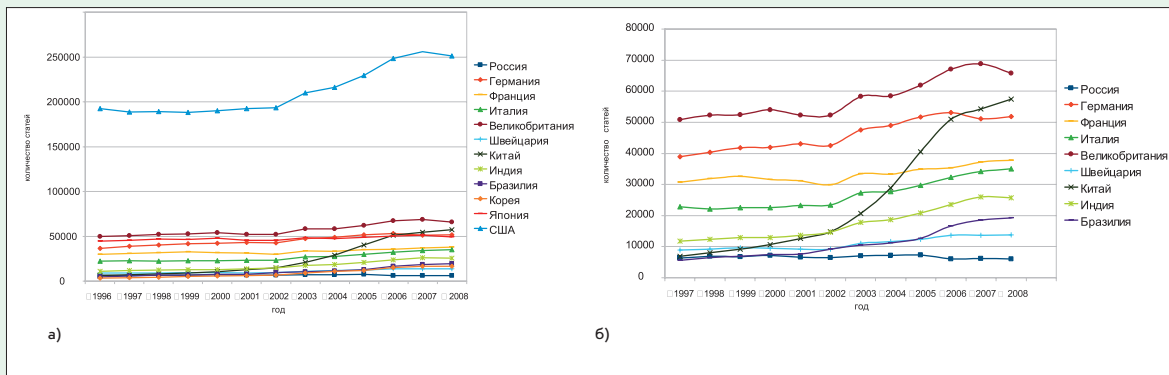 количество статей
250000
200000
150000
100000
50000
0
1996 1997 1998 1999 2000 2001 2002 2003 2004 2005 2006 2007 2008
год
Россия
Германия
Франция
Италия
Великобритания
Швейцария
Китай
Индия
Бразилия
Корея
Япония
США
а)
количество статей
80000
70000
60000
50000
40000
30000
20000
10000
0
1997 1998 1999 2000 2001 2002 2003 2004 2005 2006 2007 2008
год
Россия
Германия
Франция
Италия
Великобритания
Швейцария
Китай
Индия
Бразилия
б)